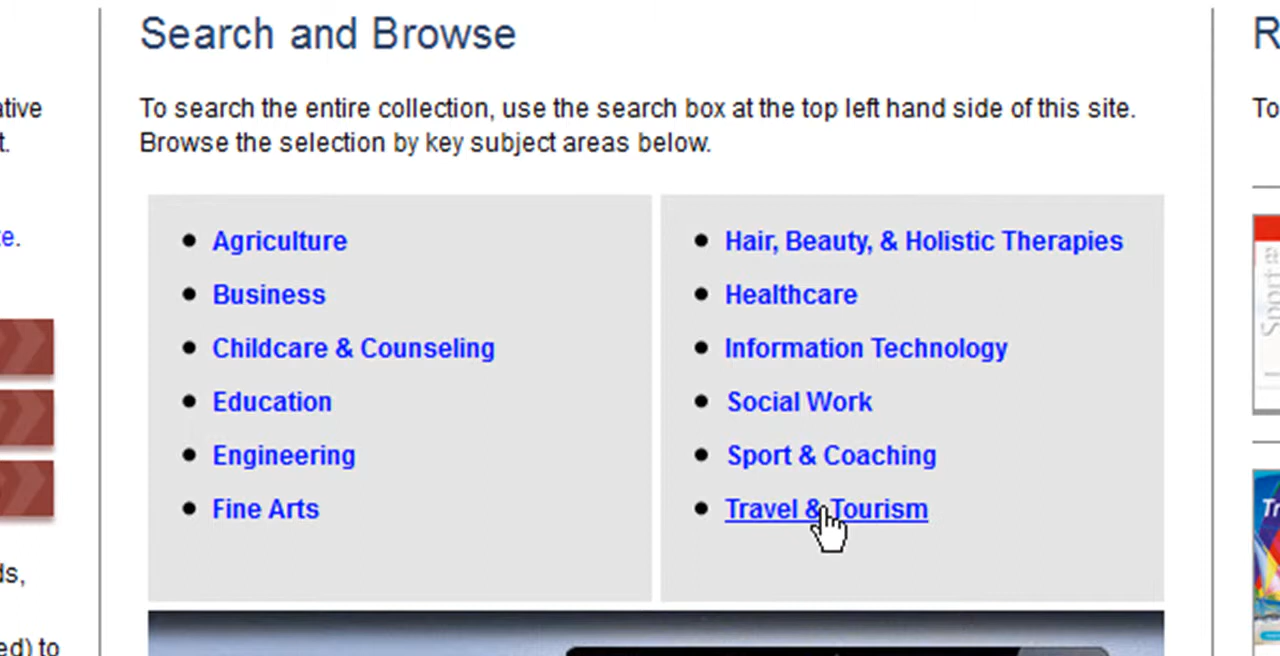 Search and Browse
To search the entire collection, use the search box at the top left hand side of this site.
Browse the selection by key subject areas below.
Agriculture
Business
Childcare & Counseling
Education
Engineering
Fine Arts
Hair, Beauty, & Holistic Therapies
Healthcare
Information Technology
Social Work
Sport & Coaching
Travel & Tourism
To
Sport